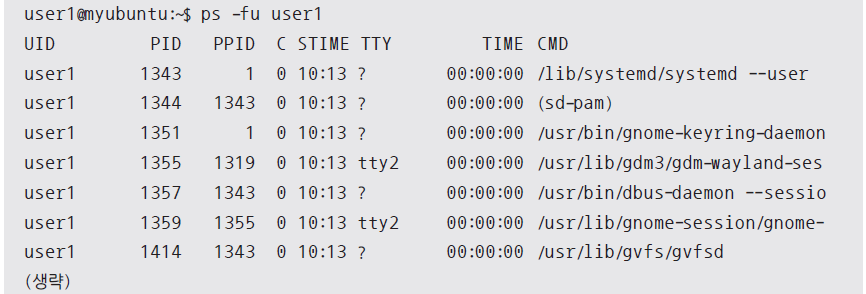 user1@myubuntu:~$ ps -fu user1
UID PID PPID C STIME TTY TIME CMD
user1 1343 1 0 10:13 ? 00:00:00 /lib/systemd/systemd --user
user1 1344 1343 0 10:13 ? 00:00:00 (sd-pam)
user1 1351 1 0 10:13 ? 00:00:00 /usr/bin/gnome-keyring-daemon
user1 1355 1319 0 10:13 tty2 00:00:00 /usr/lib/gdm3/gdm-wayland-ses
user1 1357 1343 0 10:13 ? 00:00:00 /usr/bin/dbus-daemon --sessio
user1 1359 1355 0 10:13 tty2 00:00:00 /usr/lib/gnome-session/gnome-
user1 1414 1343 0 10:13 ? 00:00:00 /usr/lib/gvfs/gvfsd
(생략)